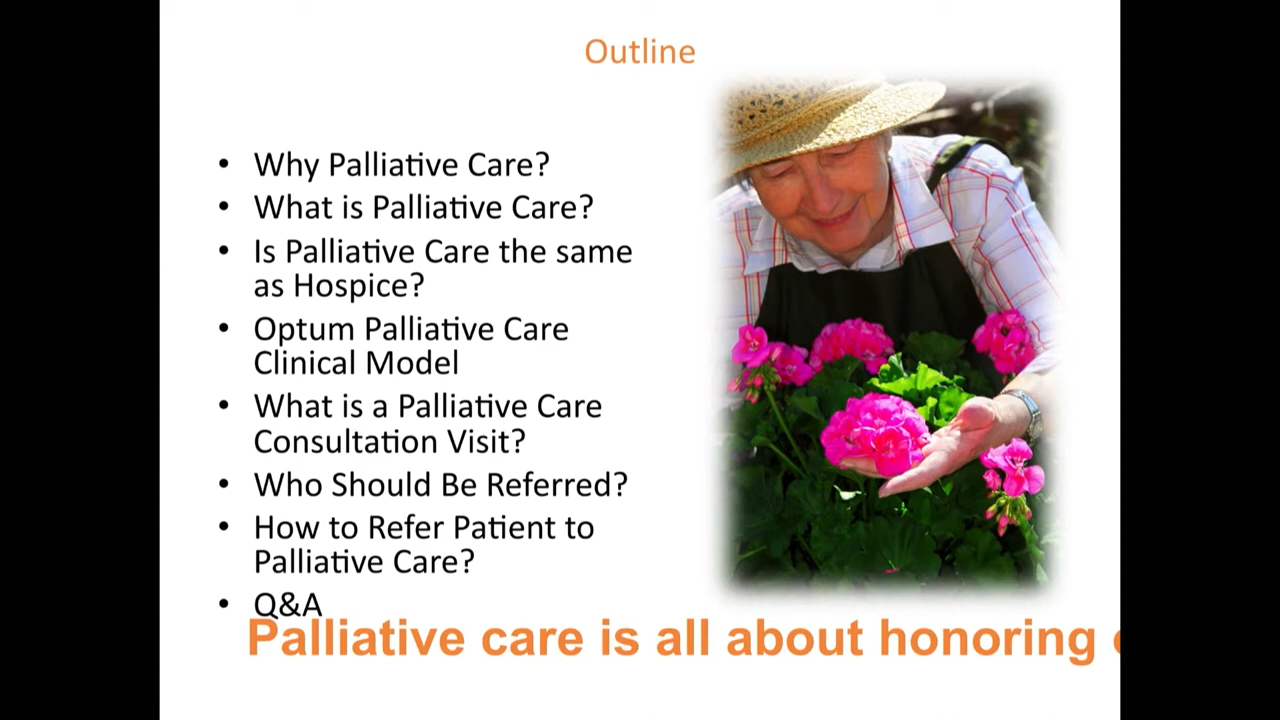 Outline
• Why Palliative Care?
• What is Palliative Care?
• Is Palliative Care the same
as Hospice?
• Optum Palliative Care
Clinical Model
• What is a Palliative Care
Consultation Visit?
• Who Should Be Referred?
• How to Refer Patient to
Palliative Care?
• Q&A
Palliative care is all about honoring